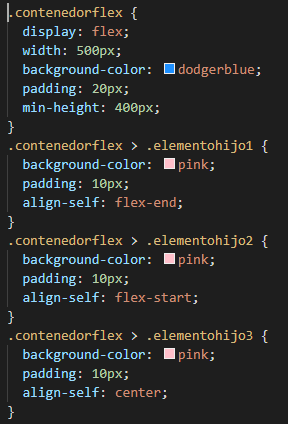 .contenedorflex {
  display: flex;
  width: 500px;
  background-color: dodgerblue;
  padding: 20px;
  min-height: 400px;
}
.contenedorflex > .elementohijo1 {
  background-color: pink;
  padding: 10px;
  align-self: flex-end;
}
.contenedorflex > .elementohijo2 {
  background-color: pink;
  padding: 10px;
  align-self: flex-start;
}
.contenedorflex > .elementohijo3 {
  background-color: pink;
  padding: 10px;
  align-self: center;
}